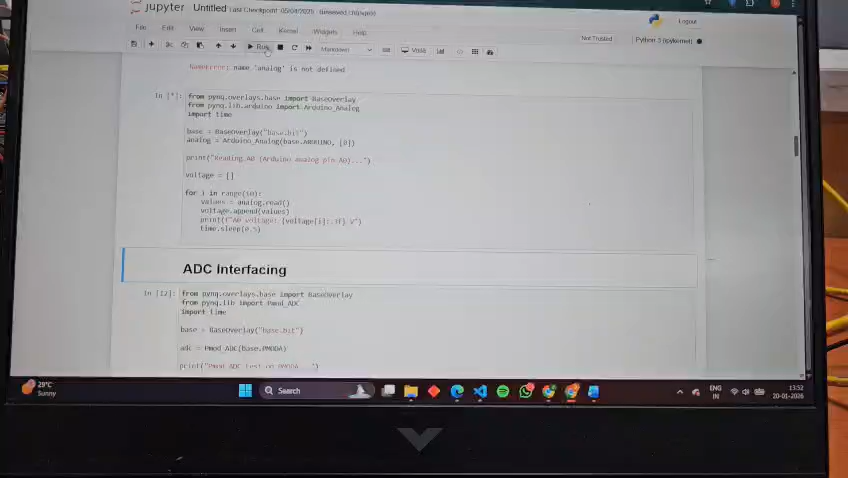 jupyter Untitled Last Checkpoint: 05/04/2025 (unsaved changes)
Logout
File Edit View Insert Cell Kernel Widgets Help
Not Trusted
Python 3 (ipykernel)
Run
Markdown
Voila
NameError: name 'analog' is not defined
In [*]:
from pynq.overlays.base import BaseOverlay
from pynq.lib.arduino import Arduino_Analog
import time
base = BaseOverlay("base.bit")
analog = Arduino_Analog(base.ARDUINO, [0])
print("Reading A0 (Arduino analog pin A0)...")
voltage = []
for i in range(10):
values = analog.read()
voltage.append(values)
print(f"A0 voltage: {voltage[i]:.3f} V")
time.sleep(0.5)
ADC Interfacing
In [12]:
from pynq.overlays.base import BaseOverlay
from pynq.lib import Pmod_ADC
import time
base = BaseOverlay("base.bit")
adc = Pmod_ADC(base.PMODA)
print("Pmod ADC test on PMODA...")
29°C
Sunny
Search
ENG
IN
13:52
20-01-2026